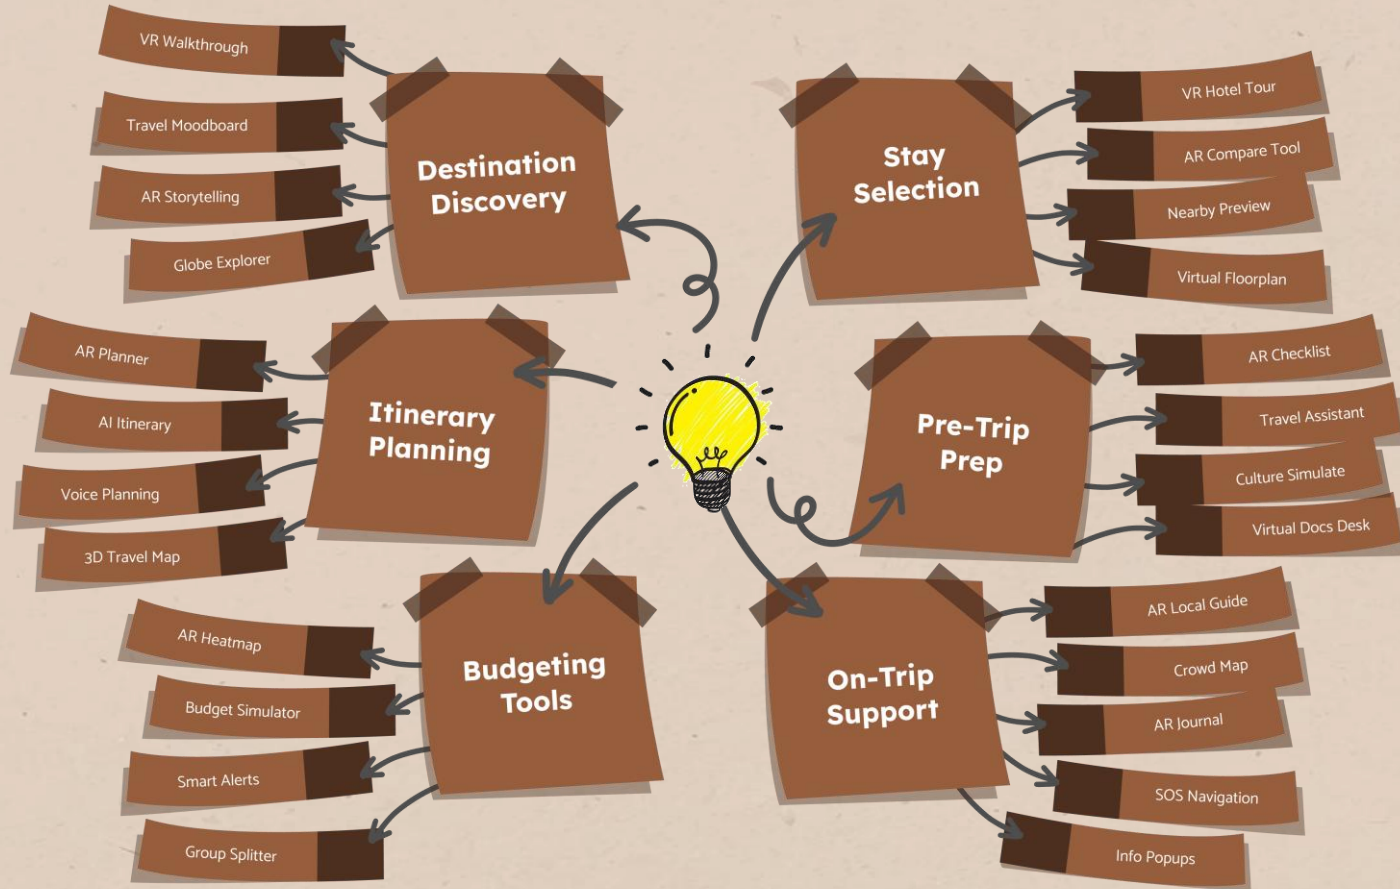 Destination
Discovery
VR Walkthrough
Travel Moodboard
AR Storytelling
Globe Explorer
Stay
Selection
VR Hotel Tour
AR Compare Tool
Nearby Preview
Virtual Floorplan
Itinerary
Planning
AR Planner
AI Itinerary
Voice Planning
3D Travel Map
Pre-Trip
Prep
AR Checklist
Travel Assistant
Culture Simulate
Virtual Docs Desk
Budgeting
Tools
AR Heatmap
Budget Simulator
Smart Alerts
Group Splitter
On-Trip
Support
AR Local Guide
Crowd Map
AR Journal
SOS Navigation
Info Popups